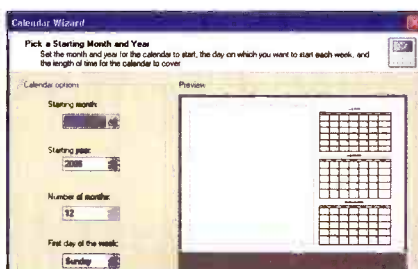 Calendar Wizard
Pick a Starting Month and Year
Set the month and year for the calendar to start, the day on which you want to start each week, and
the length of time for the calendar to cover
Calendar options
Preview
Starting month:
Starting year:
Number of months:
12
First day of the week:
Sunday